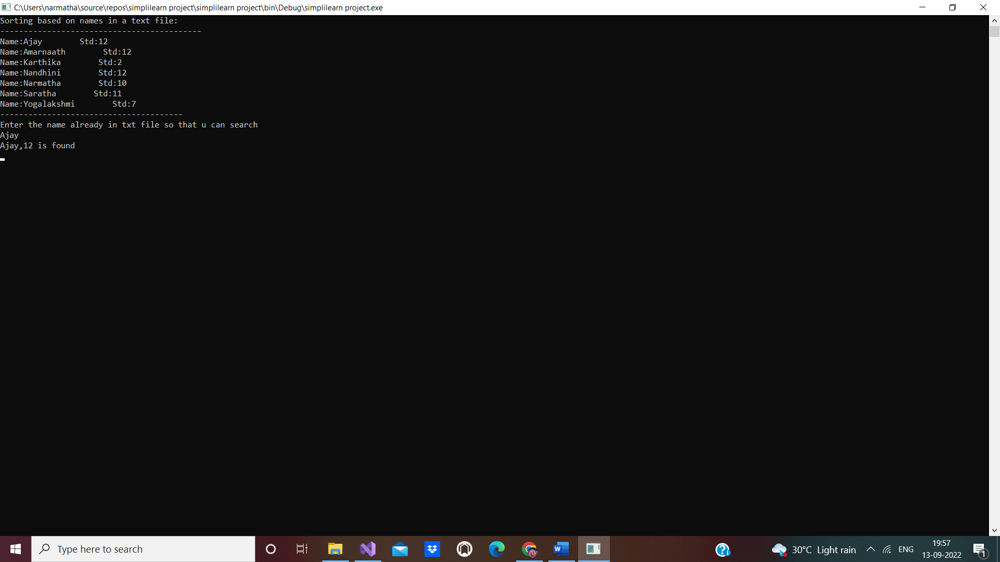 C:\Users\narmatha\source\repos\simplilearn project\simplilearn project\bin\Debug\simplilearn project.exe
Sorting based on names in a text file:
-------------------------------------------
Name:Ajay        Std:12
Name:Amarnaath        Std:12
Name:Karthika        Std:2
Name:Nandhini        Std:12
Name:Narmatha        Std:10
Name:Saratha        Std:11
Name:Yogalakshmi        Std:7
---------------------------------------
Enter the name already in txt file so that u can search
Ajay
Ajay,12 is found
Type here to search
30°C Light rain
ENG
19:57
13-09-2022
1